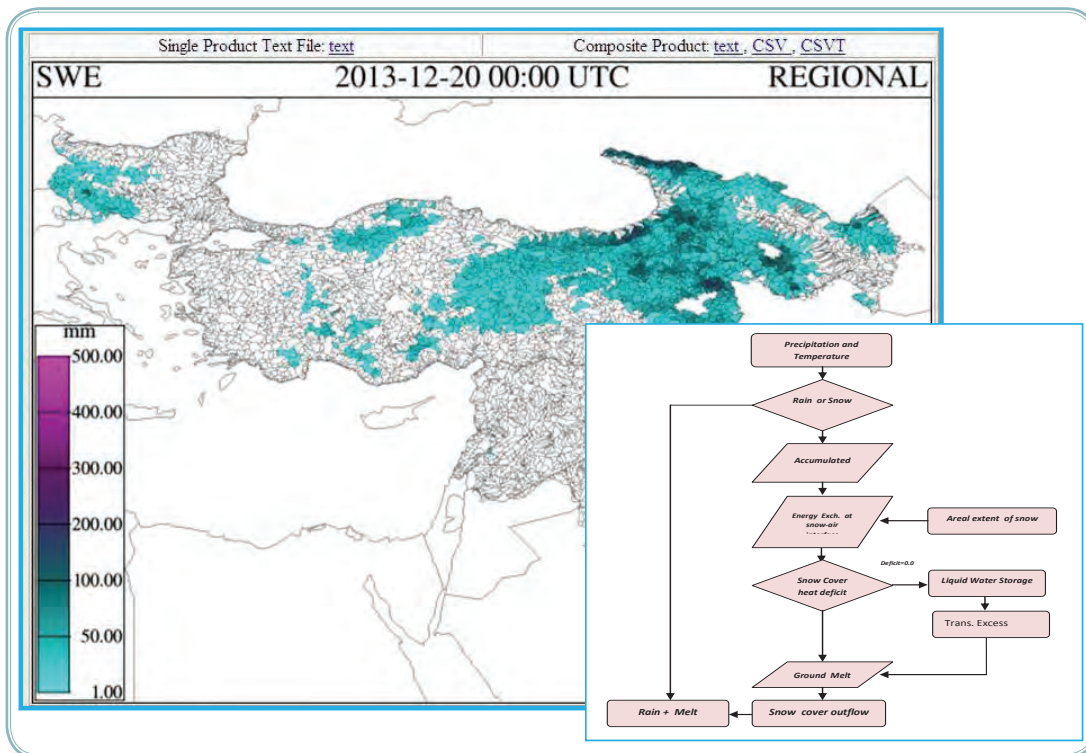 Single Product Text File: text
Composite Product: text , CSV , CSVT
SWE 2013-12-20 00:00 UTC REGIONAL
mm
500.00
400.00
300.00
200.00
100.00
50.00
1.00
Precipitation and
Temperature
Rain or Snow
Accumulated
Energy Exch. at
snow-air
Areal extent of snow
Deficit=0.0
Snow Cover
heat deficit
Liquid Water Storage
Trans. Excess
Ground Melt
Rain + Melt
Snow cover outflow